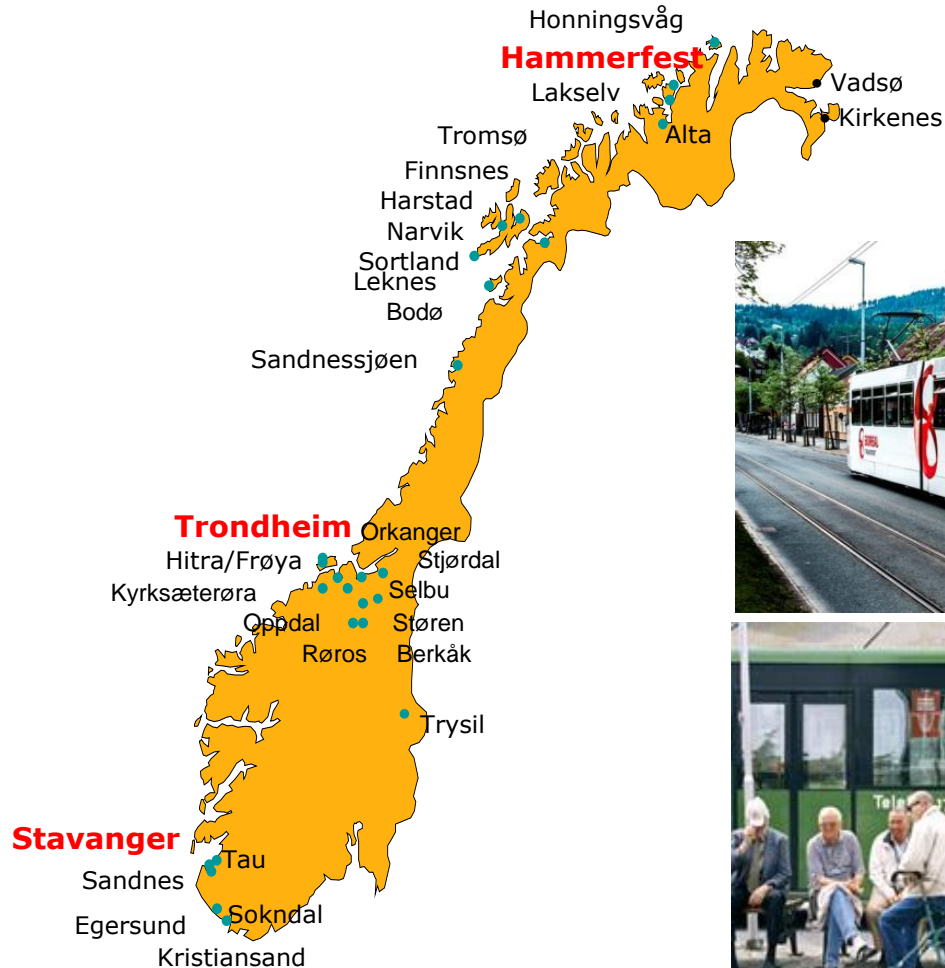 Honningsvåg
Hammerfest
Lakselv
Vadsø
Kirkenes
Alta
Tromsø
Finnsnes
Harstad
Narvik
Sortland
Leknes
Bodø
Sandnessjøen
Trondheim
Orkanger
Hitra/Frøya
Stjørdal
Kyrksæterøra
Selbu
Oppdal
Støren
Røros
Berkåk
Trysil
Stavanger
Tau
Sandnes
Sokndal
Egersund
Kristiansand